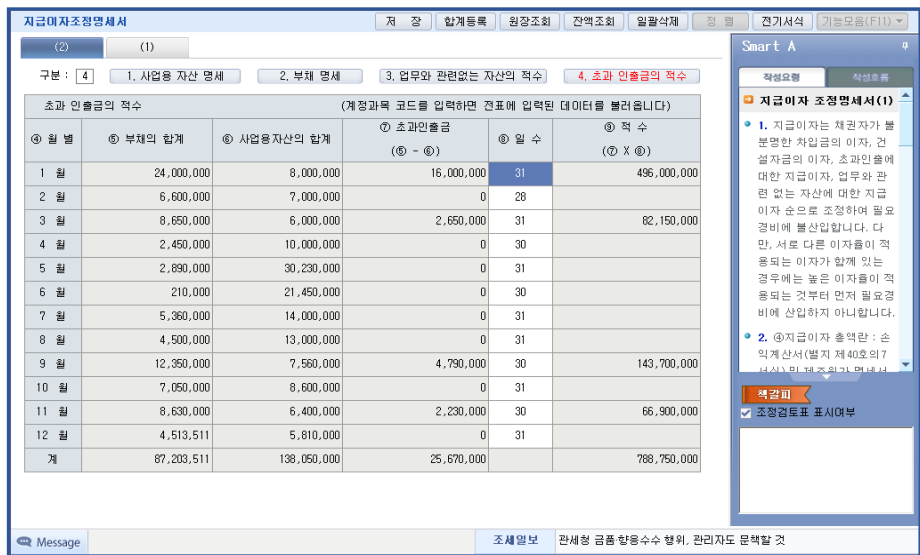 지급이자조정명세서
저 장 합계등록 원장조회 잔액조회 일괄삭제 정 렬 전기서식 기능모음(F11)
(2) (1)
구분 : 4 1. 사업용 자산 명세 2. 부채 명세 3. 업무와 관련없는 자산의 적수 4. 초과 인출금의 적수
초과 인출금의 적수 (계정과목 코드를 입력하면 전표에 입력된 데이터를 불러옵니다)
④ 월 별 ⑤ 부채의 합계 ⑥ 사업용자산의 합계 ⑦ 초과인출금 (⑤ - ⑥) ⑧ 일 수 ⑨ 적 수 (⑦ X ⑧)
1 월 24,000,000 8,000,000 16,000,000 31 496,000,000
2 월 6,600,000 7,000,000 0 28
3 월 8,650,000 6,000,000 2,650,000 31 82,150,000
4 월 2,450,000 10,000,000 0 30
5 월 2,890,000 30,230,000 0 31
6 월 210,000 21,450,000 0 30
7 월 5,360,000 14,000,000 0 31
8 월 4,500,000 13,000,000 0 31
9 월 12,350,000 7,560,000 4,790,000 30 143,700,000
10 월 7,050,000 8,600,000 0 31
11 월 8,630,000 6,400,000 2,230,000 30 66,900,000
12 월 4,513,511 5,810,000 0 31
계 87,203,511 138,050,000 25,670,000 788,750,000
Smart A
작성요령 작성흐름
지급이자 조정명세서(1)
1. 지급이자는 채권자가 불
분명한 차입금의 이자, 건
설자금의 이자, 초과인출에
대한 지급이자, 업무와 관
련 없는 자산에 대한 지급
이자 순으로 조정하여 필요
경비에 불산입합니다. 다
만, 서로 다른 이자율이 적
용되는 이자가 함께 있는
경우에는 높은 이자율이 적
용되는 것부터 먼저 필요경
비에 산입하지 아니합니다.
2. ④지급이자 총액란 : 손
익계산서(별지 제40호의7
서식) 및 제조원가 명세서
책갈피
조정검토표 표시여부
Message 조세일보 관세청 금품·향응수수 행위, 관리자도 문책할 것